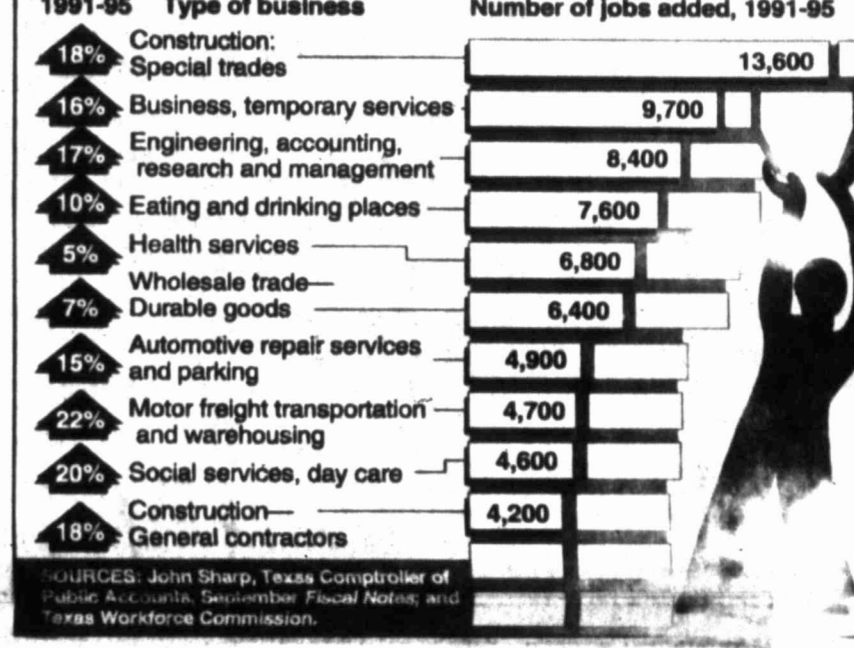 1991-95 Type of business Number of jobs added, 1991-95
18% Construction:
Special trades 13,600
16% Business, temporary services 9,700
17% Engineering, accounting,
research and management 8,400
10% Eating and drinking places 7,600
5% Health services 6,800
Wholesale trade—
7% Durable goods 6,400
15% Automotive repair services
and parking 4,900
22% Motor freight transportation
and warehousing 4,700
20% Social services, day care 4,600
18% Construction—
General contractors 4,200
SOURCES: John Sharp, Texas Comptroller of
Public Accounts, September Fiscal Notes; and
Texas Workforce Commission.